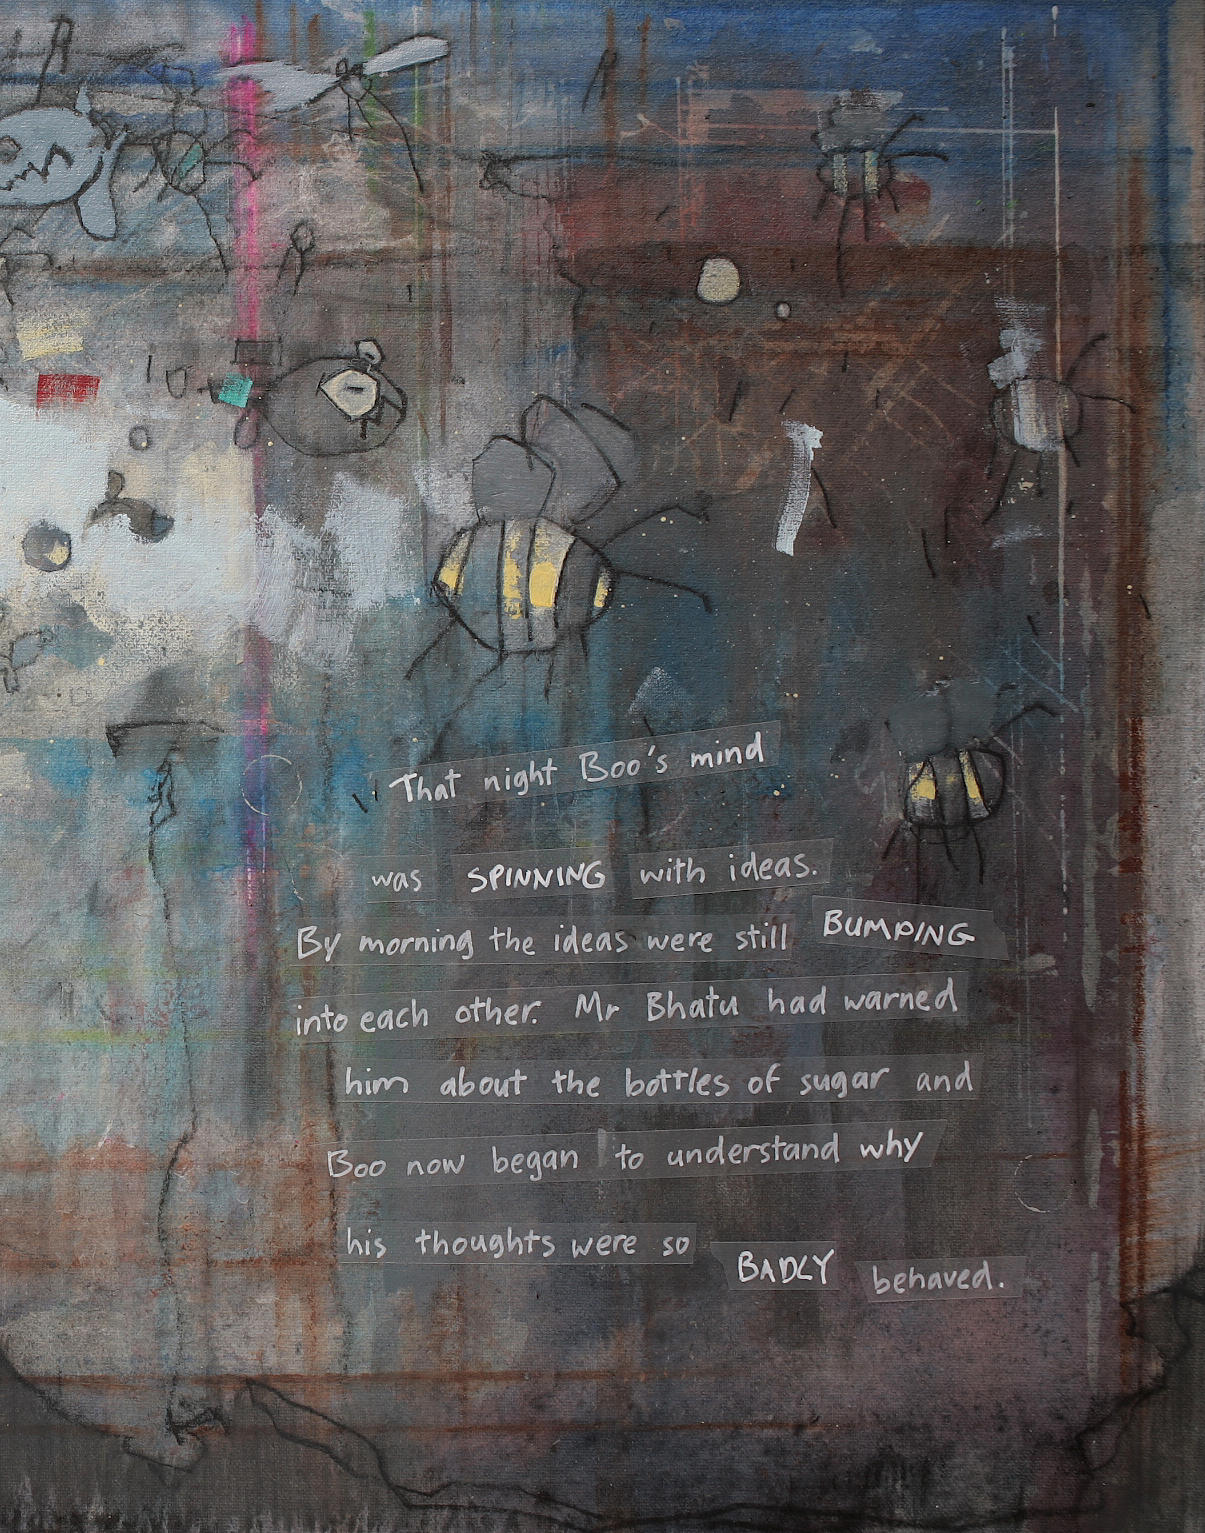 That night Boo's mind
was SPINNING with ideas.
By morning the ideas were still BUMPING
into each other. Mr Bhatu had warned
him about the bottles of sugar and
Boo now began to understand why
his thoughts were so BADLY behaved.